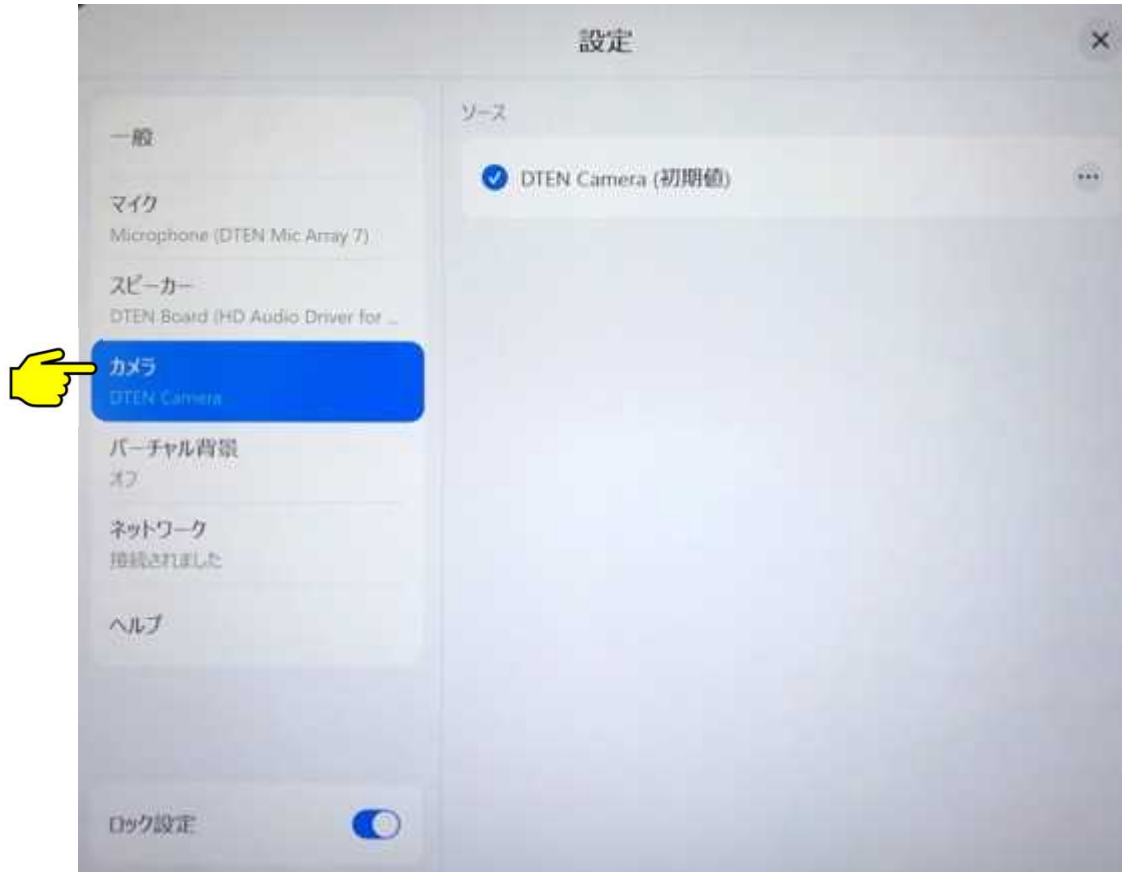 設定
一般
マイク
Microphone (DTEN Mic Array 7)
スピーカー
DTEN Board (HD Audio Driver for ...
カメラ
DTEN Camera
バーチャル背景
オフ
ネットワーク
接続されました
ヘルプ
ロック設定
ソース
DTEN Camera (初期値)